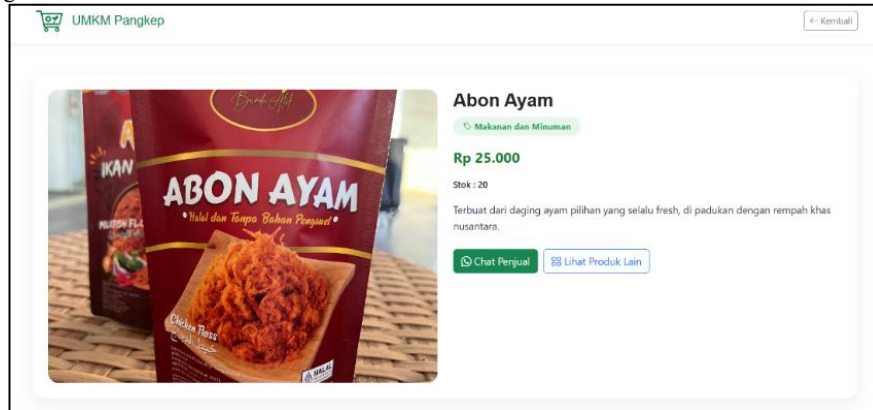 UMKM Pangkep
← Kembali
Abon Ayam
Makanan dan Minuman
Rp 25.000
Stok : 20
Terbuat dari daging ayam pilihan yang selalu fresh, di padukan dengan rempah khas
nusantara.
Chat Penjual
Lihat Produk Lain
IKAN
ABON AYAM
Halal dan Tanpa Bahan Pengawet
Chicken Floss
HALAL